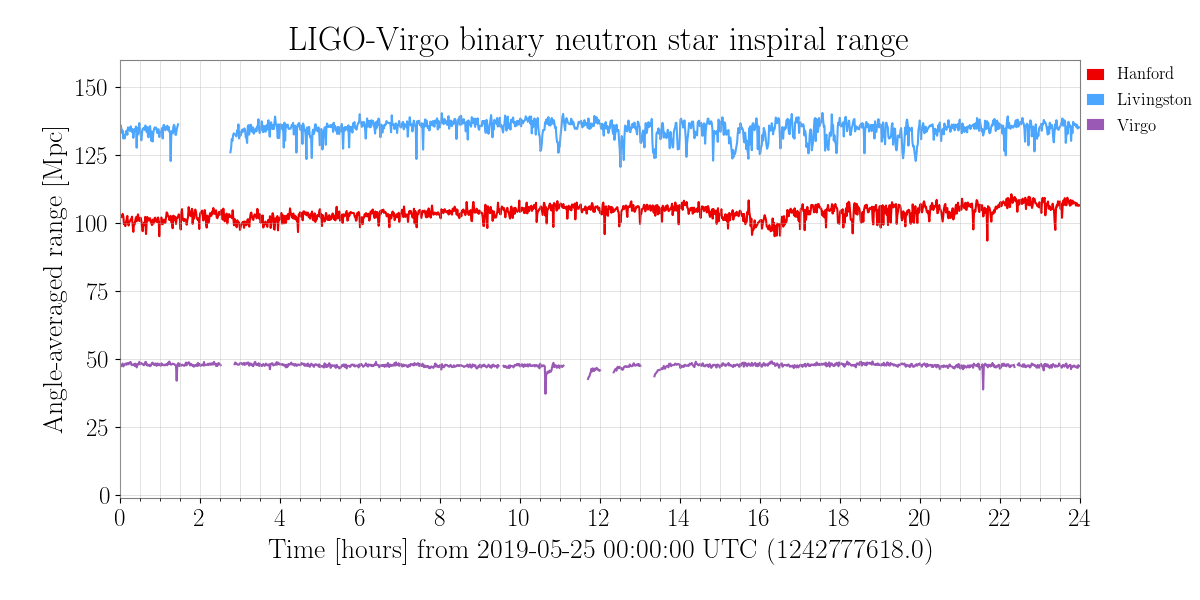 LIGO-Virgo binary neutron star inspiral range
Angle-averaged range [Mpc]
150
125
100
75
50
25
0
0 2 4 6 8 10 12 14 16 18 20 22 24
Time [hours] from 2019-05-25 00:00:00 UTC (1242777618.0)
Hanford
Livingston
Virgo